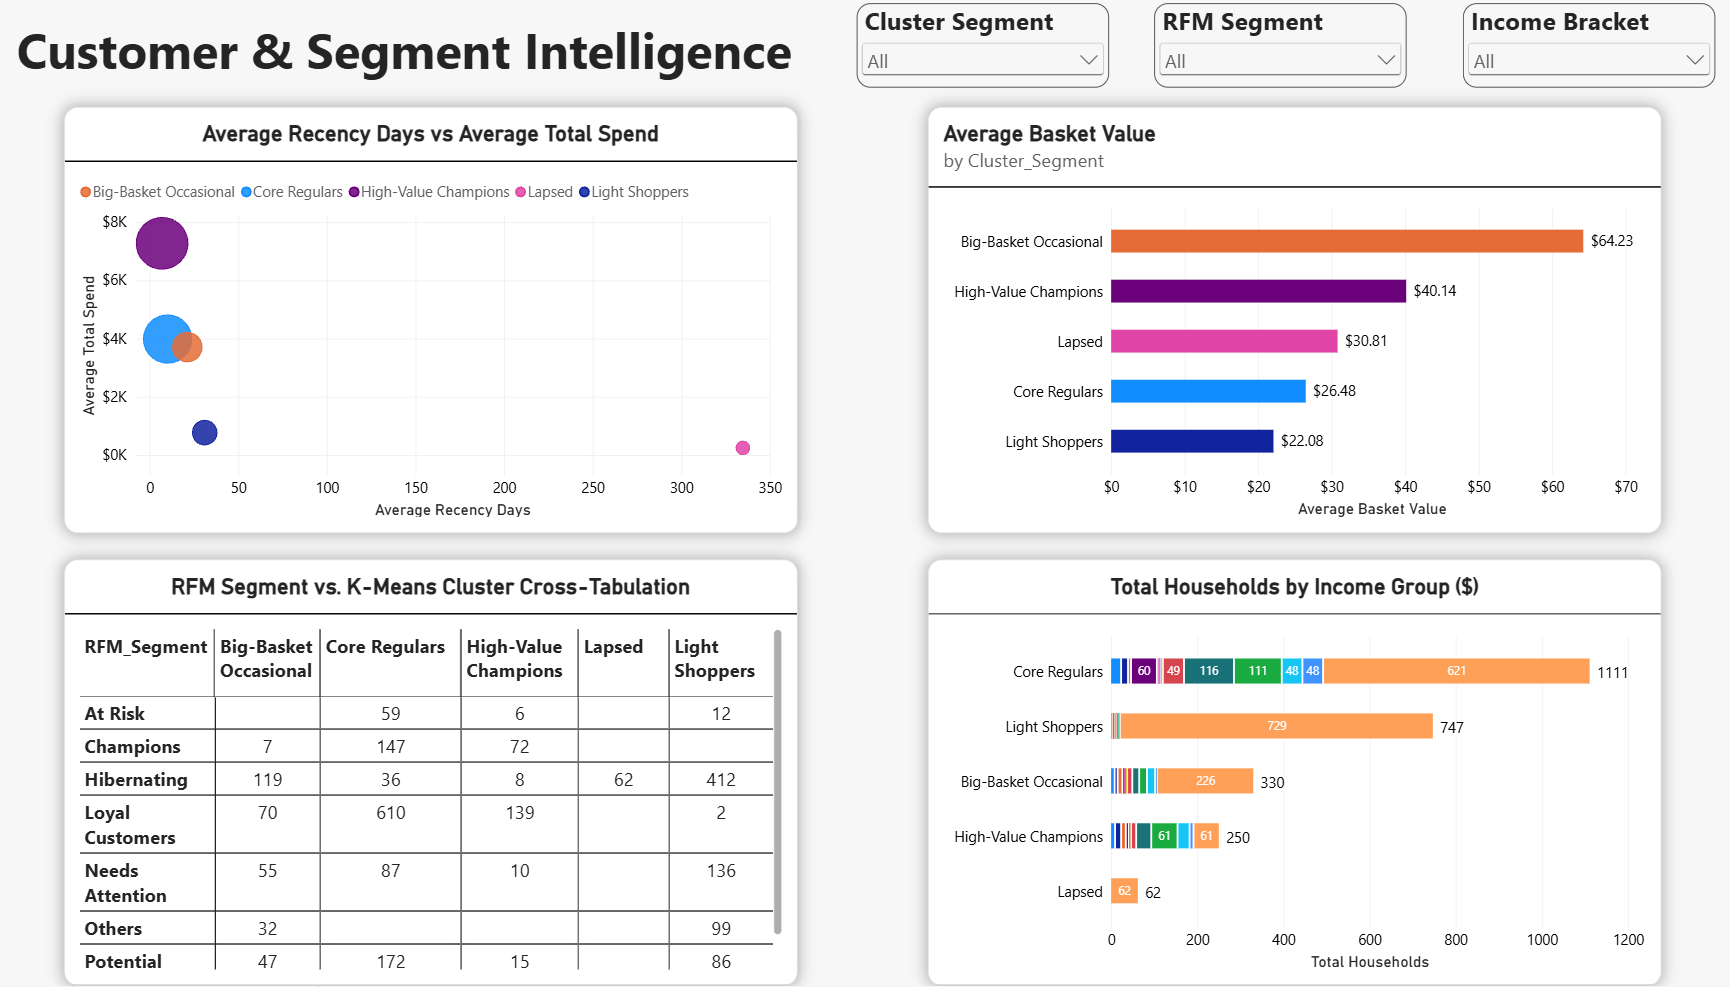 Customer & Segment Intelligence
Cluster Segment
All
RFM Segment
All
Income Bracket
All
Average Recency Days vs Average Total Spend
Big-Basket Occasional Core Regulars High-Value Champions Lapsed Light Shoppers
$8K
$6K
$4K
$2K
$0K
Average Total Spend
0 50 100 150 200 250 300 350
Average Recency Days
Average Basket Value
by Cluster_Segment
Big-Basket Occasional $64.23
High-Value Champions $40.14
Lapsed $30.81
Core Regulars $26.48
Light Shoppers $22.08
$0 $10 $20 $30 $40 $50 $60 $70
Average Basket Value
RFM Segment vs. K-Means Cluster Cross-Tabulation
RFM_Segment Big-Basket Core Regulars High-Value Lapsed Light
Occasional Champions Shoppers
At Risk 59 6 12
Champions 7 147 72
Hibernating 119 36 8 62 412
Loyal 70 610 139 2
Customers
Needs 55 87 10 136
Attention
Others 32 99
Potential 47 172 15 86
Total Households by Income Group ($)
Core Regulars 60 49 116 111 48 48 621 1111
Light Shoppers 729 747
Big-Basket Occasional 226 330
High-Value Champions 61 61 250
Lapsed 62 62
0 200 400 600 800 1000 1200
Total Households